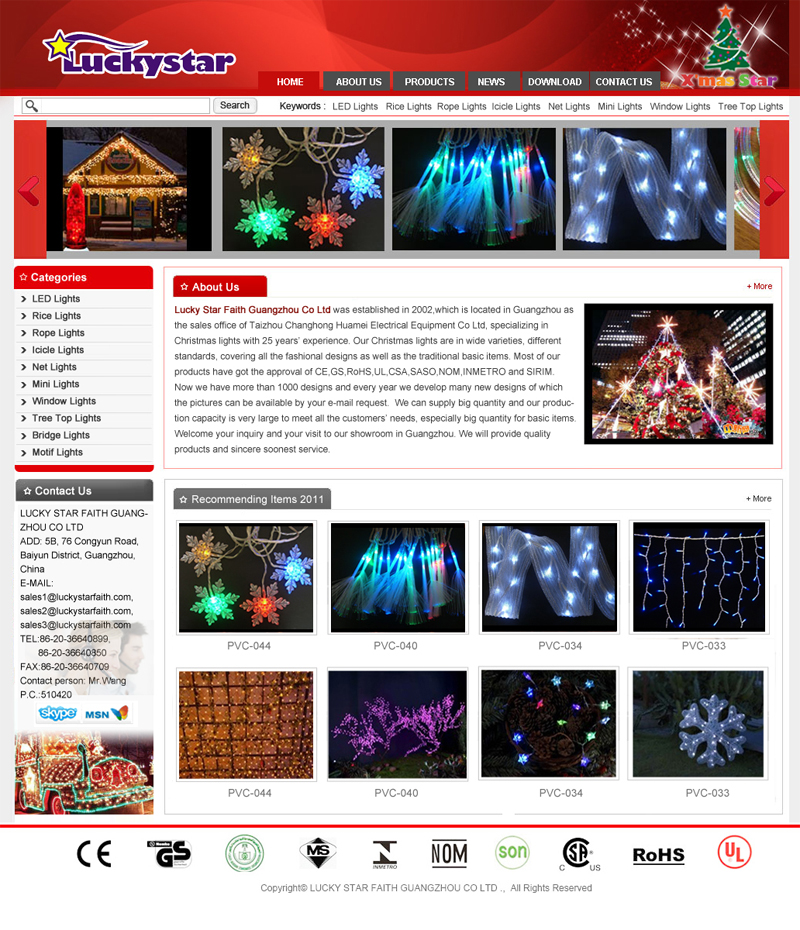 Luckystar
X'mas Star
HOME ABOUT US PRODUCTS NEWS DOWNLOAD CONTACT US
Search Keywords : LED Lights Rice Lights Rope Lights Icicle Lights Net Lights Mini Lights Window Lights Tree Top Lights
Categories
LED Lights
Rice Lights
Rope Lights
Icicle Lights
Net Lights
Mini Lights
Window Lights
Tree Top Lights
Bridge Lights
Motif Lights
About Us
+ More
Lucky Star Faith Guangzhou Co Ltd was established in 2002,which is located in Guangzhou as
the sales office of Taizhou Changhong Huamei Electrical Equipment Co Ltd, specializing in
Christmas lights with 25 years' experience. Our Christmas lights are in wide varieties, different
standards, covering all the fashional designs as well as the traditional basic items. Most of our
products have got the approval of CE,GS,RoHS,UL,CSA,SASO,NOM,INMETRO and SIRIM.
Now we have more than 1000 designs and every year we develop many new designs of which
the pictures can be available by your e-mail request. We can supply big quantity and our produc-
tion capacity is very large to meet all the customers' needs, especially big quantity for basic items.
Welcome your inquiry and your visit to our showroom in Guangzhou. We will provide quality
products and sincere soonest service.
Contact Us
LUCKY STAR FAITH GUANG-
ZHOU CO LTD
ADD: 5B, 76 Congyun Road,
Baiyun District, Guangzhou,
China
E-MAIL:
sales1@luckystarfaith.com,
sales2@luckystarfaith.com,
sales3@luckystarfaith.com
TEL:86-20-36640899,
86-20-36640850
FAX:86-20-36640709
Contact person: Mr.Wang
P.C.:510420
skype MSN
Recommending Items 2011
+ More
PVC-044 PVC-040 PVC-034 PVC-033
PVC-044 PVC-040 PVC-034 PVC-033
CE GS MS INMETRO NOM son SA C US RoHS UL
Copyright© LUCKY STAR FAITH GUANGZHOU CO LTD ., All Rights Reserved